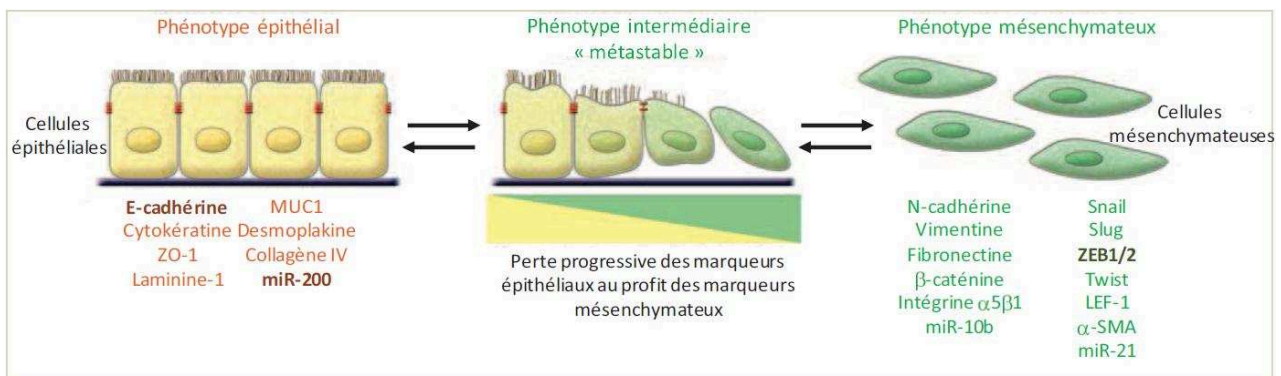 Phénotype épithélial
Phénotype intermédiaire
« métastable »
Phénotype mésenchymateux
Cellules
épithéliales
Cellules
mésenchymateuses
E-cadhérine MUC1
Cytokératine Desmoplakine
ZO-1 Collagène IV
Laminine-1 miR-200
Perte progressive des marqueurs
épithéliaux au profit des marqueurs
mésenchymateux
N-cadhérine Snail
Vimentine Slug
Fibronectine ZEB1/2
β-caténine Twist
Intégrine α5β1 LEF-1
miR-10b α-SMA
miR-21